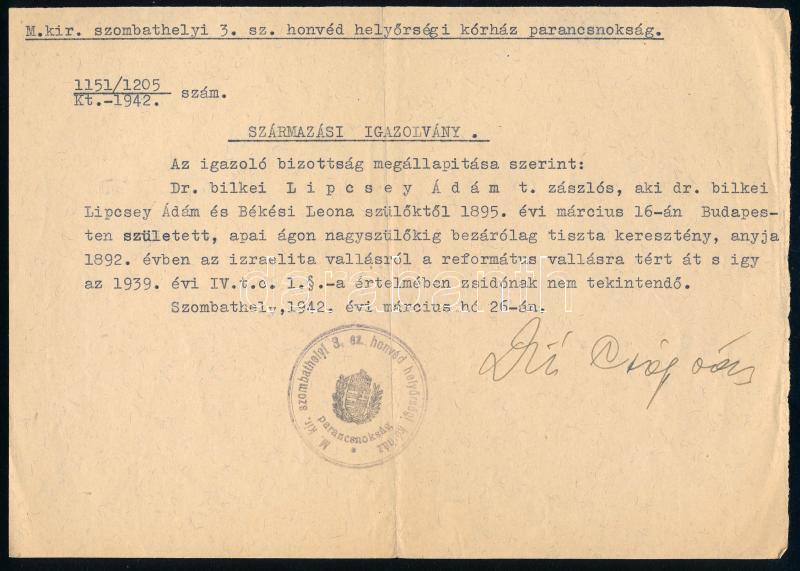 M.kir. szombathelyi 3. sz. honvéd helyőrségi kórház parancsnokság.
1151/1205
Kt.-1942. szám.
SZÁRMAZÁSI IGAZOLVÁNY .
Az igazoló bizottság megállapitása szerint:
Dr. bilkei L i p c s e y Á d á m t. zászlós, aki dr. bilkei
Lipcsey Ádám és Békési Leona szülőktől 1895. évi március 16-án Budapes-
ten született, apai ágon nagyszülőkig bezárólag tiszta keresztény, anyja
1892. évben az izraelita vallásról a református vallásra tért át s igy
az 1939. évi IV.t.c. 1.§.-a értelmében zsidónak nem tekintendő.
darabanth
Szombathely,1942. évi március hó 26-án.
M. kir. szombathelyi 3. sz. honvéd helyőrségi kórház
parancsnokság